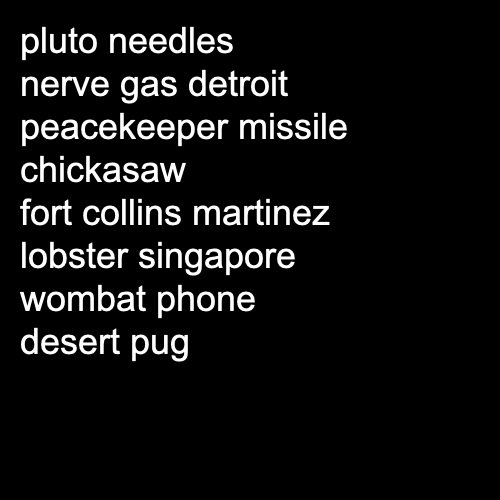 pluto needles
nerve gas detroit
peacekeeper missile
chickasaw
fort collins martinez
lobster singapore
wombat phone
desert pug